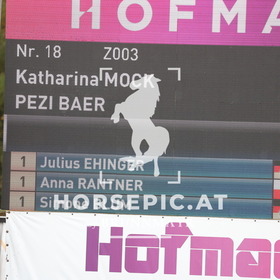 HOFMA
Nr. 18 Z003
Katharina MOCK
PEZI BAER
1 Julius EHINGER
1 Anna RANTNER
1
HORSEPIC.AT
Hofma